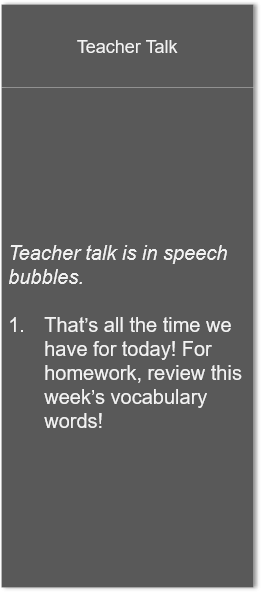 Teacher Talk
Teacher talk is in speech
bubbles.
1. That’s all the time we
have for today! For
homework, review this
week’s vocabulary
words!